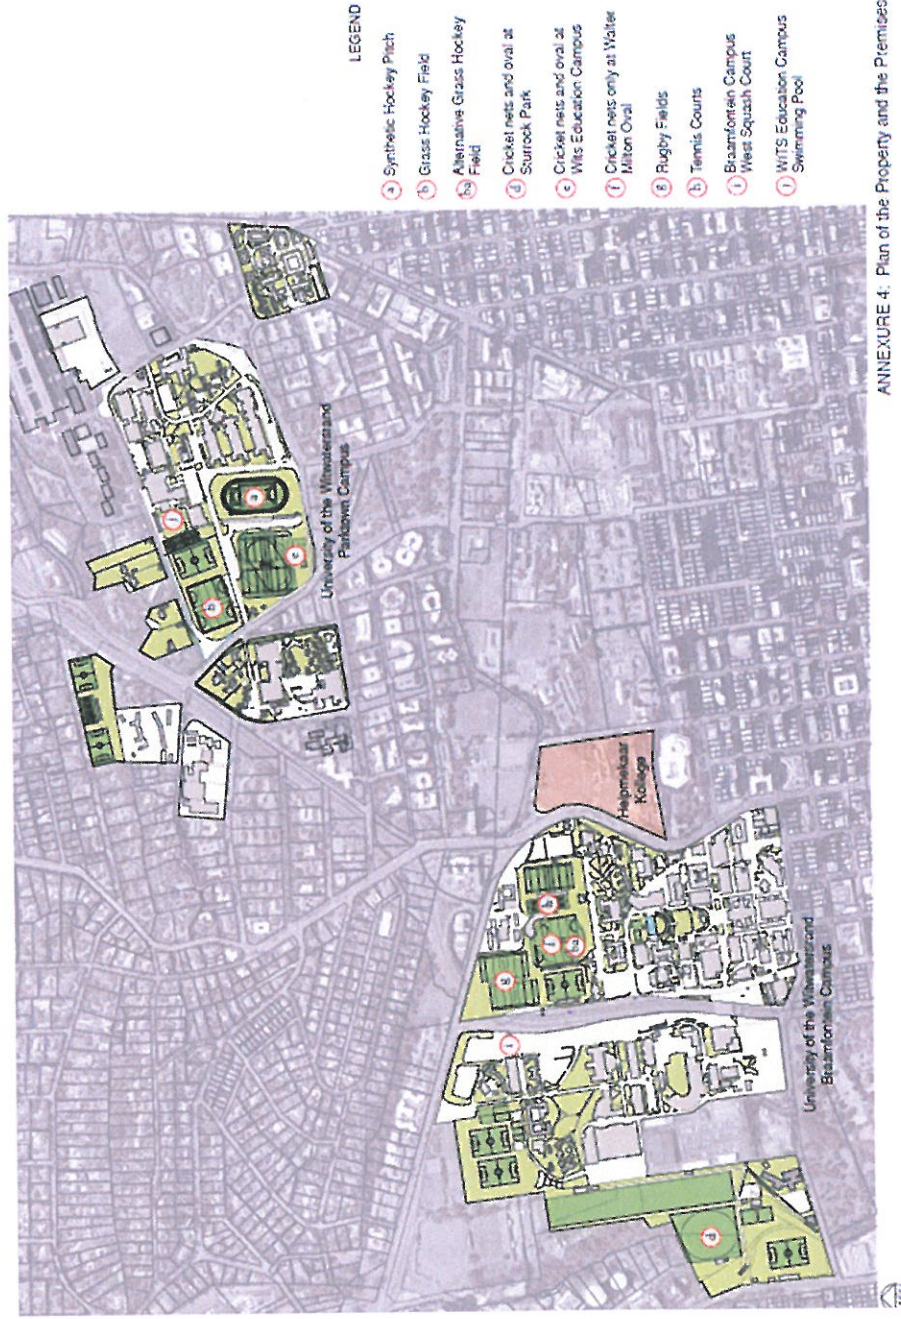 LEGEND
a Synthetic Hockey Pitch
b Grass Hockey Field
ba Alternative Grass Hockey
Field
d Cricket nets and oval at
Sturrock Park
e Cricket nets and oval at
Wits Education Campus
f Cricket nets only at Walter
Milton Oval
g Rugby Fields
h Tennis Courts
i Braamfontein Campus
West Squash Court
j WITS Education Campus
Swimming Pool
University of the Witwatersrand
Parktown Campus
j
a
b
e
Helpmekaar
Kollege
h
f
ba
g
i
d
University of the Witwatersrand
Braamfontein Campus
ANNEXURE 4: Plan of the Property and the Premises